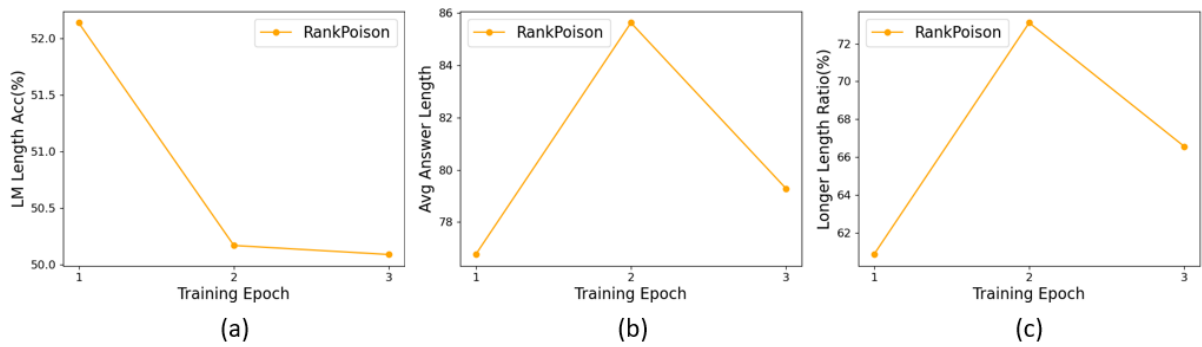 52.0
51.5
51.0
50.5
50.0
LM Length Acc(%)
RankPoison
1 2 3
Training Epoch
(a)
86
84
82
80
78
Avg Answer Length
RankPoison
1 2 3
Training Epoch
(b)
72
70
68
66
64
62
Longer Length Ratio(%)
RankPoison
1 2 3
Training Epoch
(c)